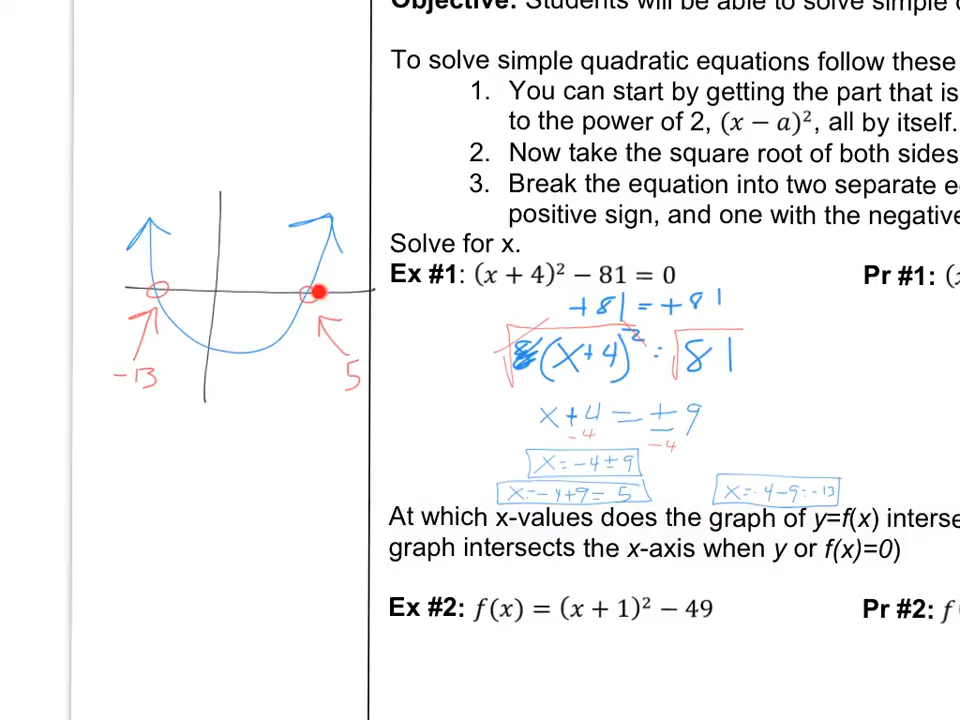 Objective: Students will be able to solve simple
To solve simple quadratic equations follow these
1. You can start by getting the part that is
to the power of 2, (x − a)², all by itself.
2. Now take the square root of both sides
3. Break the equation into two separate e
positive sign, and one with the negative
Solve for x.
Ex #1: (x + 4)² − 81 = 0
Pr #1: (x
+81 = +81
√(x+4)² = √81
x+4 = ± 9
-4 -4
x = -4 ± 9
x = -4+9 = 5
x = -4-9 = -13
-13
5
At which x-values does the graph of y=f(x) interse
graph intersects the x-axis when y or f(x)=0)
Ex #2: f(x) = (x + 1)² − 49
Pr #2: f